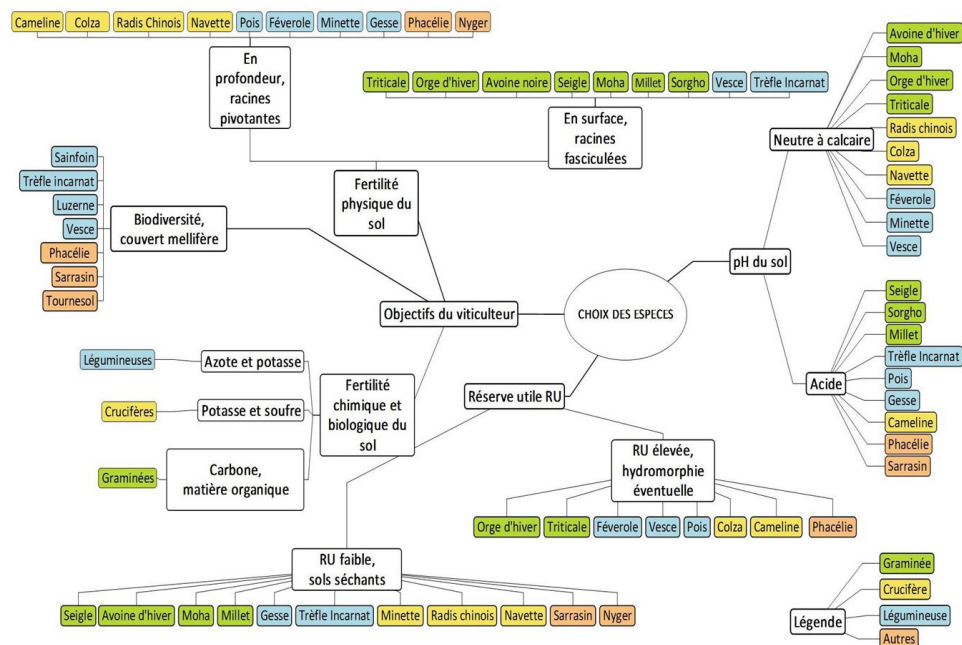 Cameline
Colza
Radis Chinois
Navette
Pois
Féverole
Minette
Gesse
Phacélie
Nyger
En
profondeur,
racines
pivotantes
Triticale
Orge d'hiver
Avoine noire
Seigle
Moha
Millet
Sorgho
Vesce
Trèfle Incarnat
En surface,
racines
fasciculées
Fertilité
physique du
sol
Sainfoin
Trèfle incarnat
Luzerne
Vesce
Phacélie
Sarrasin
Tournesol
Biodiversité,
couvert mellifère
Objectifs du viticulteur
CHOIX DES ESPECES
pH du sol
Neutre à calcaire
Avoine d'hiver
Moha
Orge d'hiver
Triticale
Radis chinois
Colza
Navette
Féverole
Minette
Vesce
Acide
Seigle
Sorgho
Millet
Trèfle Incarnat
Pois
Gesse
Cameline
Phacélie
Sarrasin
Légumineuses
Azote et potasse
Crucifères
Potasse et soufre
Graminées
Carbone,
matière organique
Fertilité
chimique et
biologique du
sol
Réserve utile RU
RU élevée,
hydromorphie
éventuelle
Orge d'hiver
Triticale
Féverole
Vesce
Pois
Colza
Cameline
Phacélie
RU faible,
sols séchants
Seigle
Avoine d'hiver
Moha
Millet
Gesse
Trèfle Incarnat
Minette
Radis chinois
Navette
Sarrasin
Nyger
Légende
Graminée
Crucifère
Légumineuse
Autres